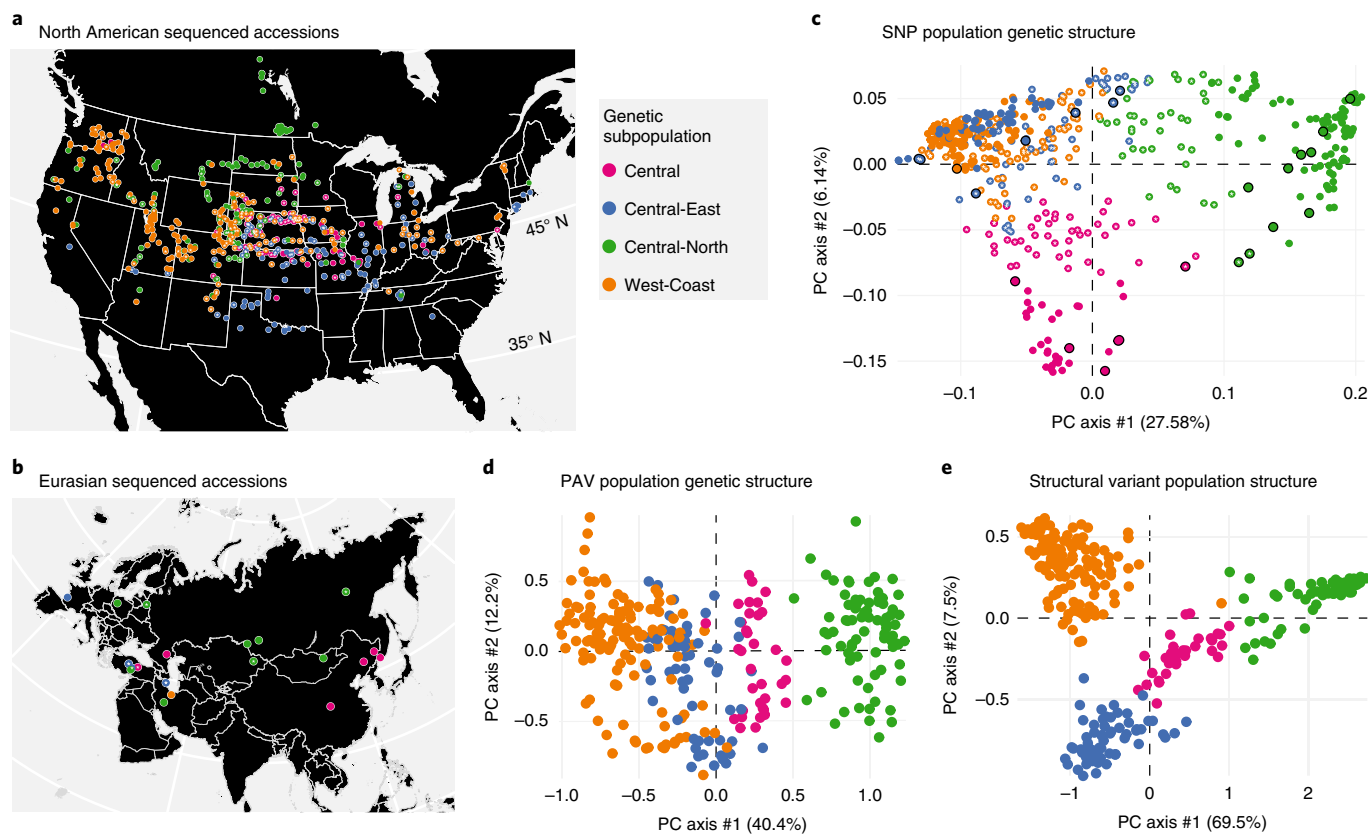 a
North American sequenced accessions
45° N
35° N
Genetic
subpopulation
Central
Central-East
Central-North
West-Coast
c
SNP population genetic structure
PC axis #2 (6.14%)
0.05
0.00
−0.05
−0.10
−0.15
−0.1
0.0
0.1
0.2
PC axis #1 (27.58%)
b
Eurasian sequenced accessions
d
PAV population genetic structure
PC axis #2 (12.2%)
0.5
0.0
−0.5
−1.0
−0.5
0.0
0.5
1.0
PC axis #1 (40.4%)
e
Structural variant population structure
PC axis #2 (7.5%)
0.5
0.0
−0.5
−1
0
1
2
PC axis #1 (69.5%)